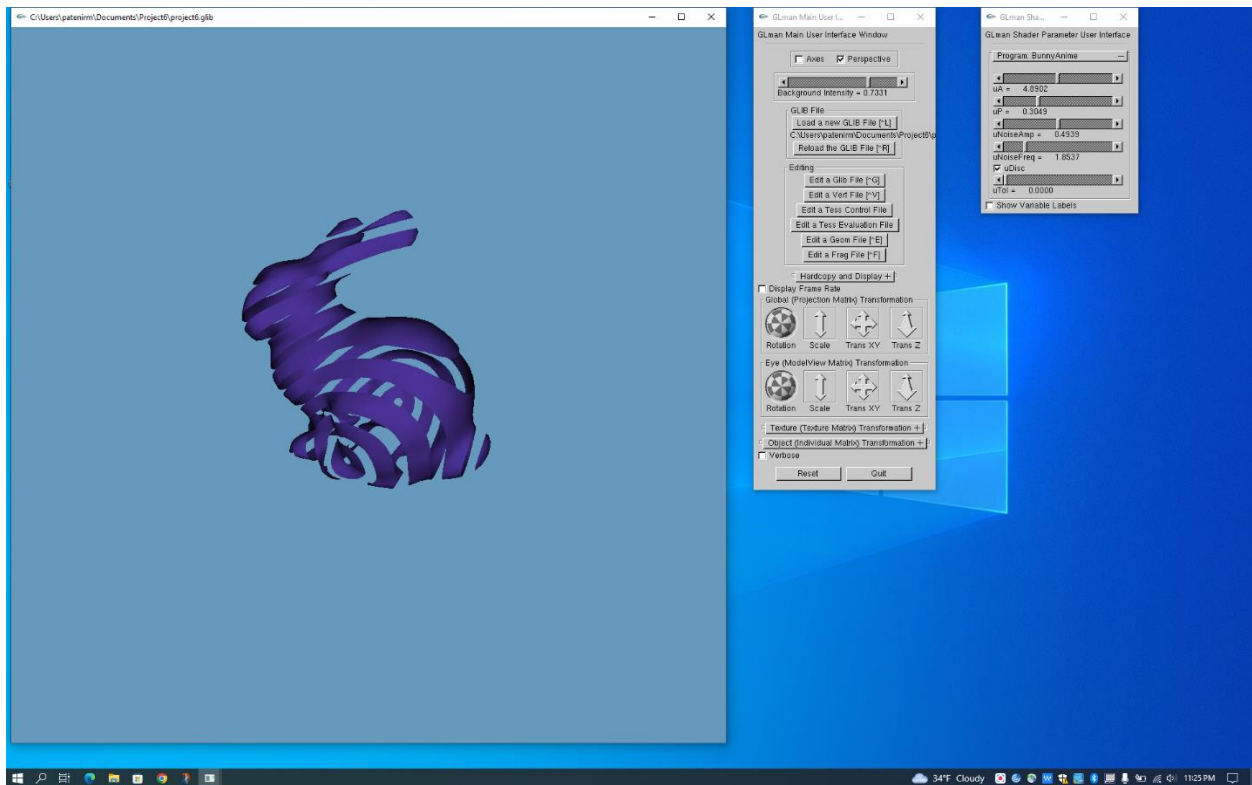 C:\Users\patenirm\Documents\Project6\project6.glib
GLman Main User I...
GLman Main User Interface Window
Axes
Perspective
Background Intensity = 0.7331
GLIB File
Load a new GLIB File [^L]
C:\Users\patenirm\Documents\Project6\p
Reload the GLIB File [^R]
Editing
Edit a Glib File [^G]
Edit a Vert File [^V]
Edit a Tess Control File
Edit a Tess Evaluation File
Edit a Geom File [^E]
Edit a Frag File [^F]
Hardcopy and Display +
Display Frame Rate
Global (Projection Matrix) Transformation
Rotation Scale Trans XY Trans Z
Eye (ModelView Matrix) Transformation
Rotation Scale Trans XY Trans Z
Texture (Texture Matrix) Transformation +
Object (Individual Matrix) Transformation +
Verbose
Reset Quit
GLman Sha...
GLman Shader Parameter User Interface
Program: BunnyAnime –
uA = 4.8902
uP = 0.3049
uNoiseAmp = 0.4939
uNoiseFreq = 1.8537
uDisc
uTol = 0.0000
Show Variable Labels
34°F Cloudy
11:25 PM